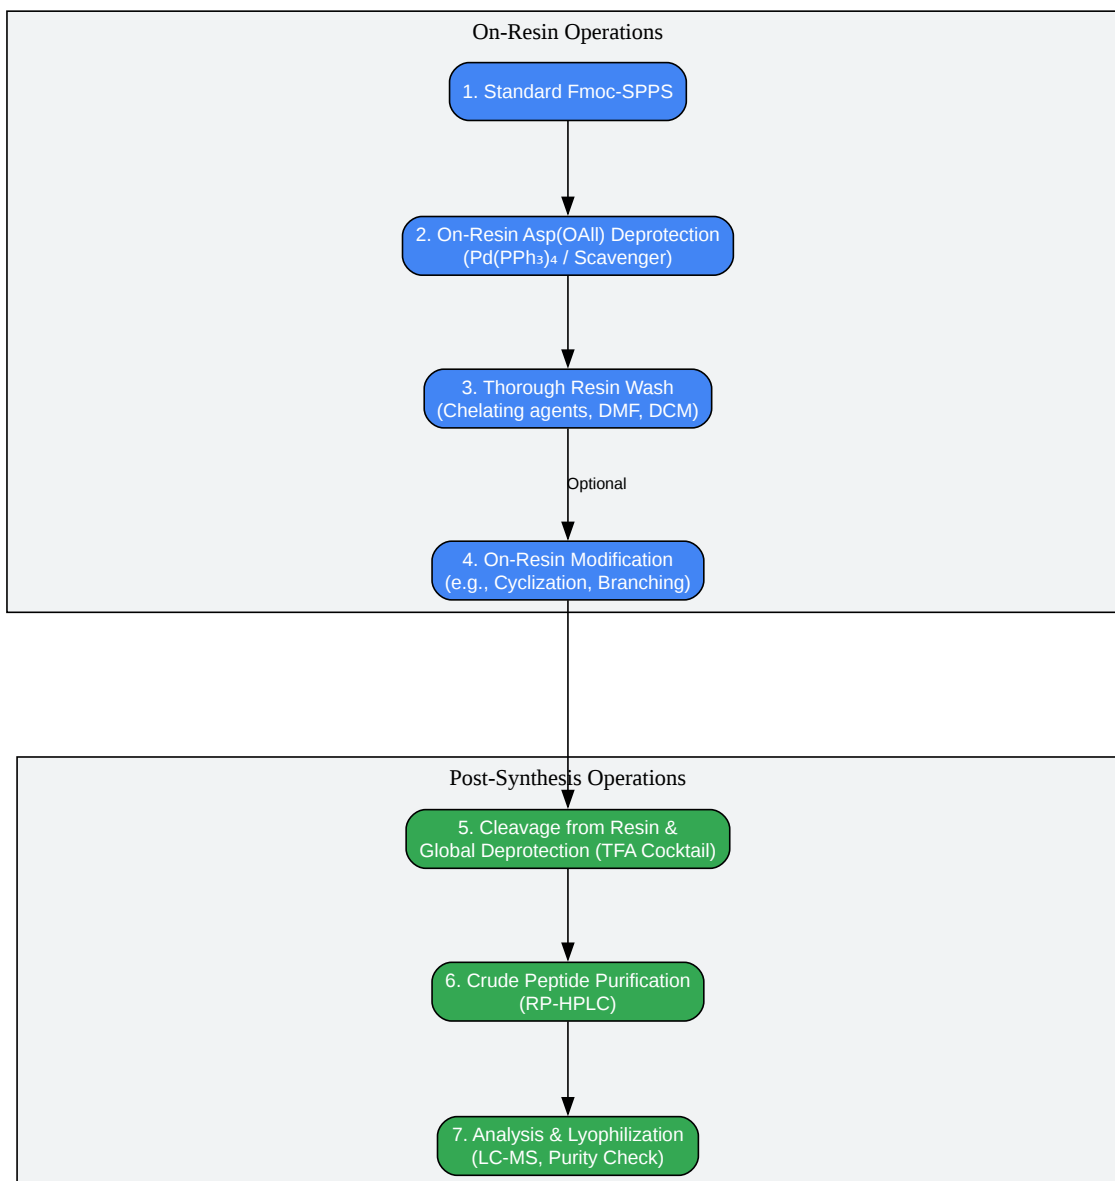 On-Resin Operations
1. Standard Fmoc-SPPS
2. On-Resin Asp(OAll) Deprotection
(Pd(PPh₃)₄ / Scavenger)
3. Thorough Resin Wash
(Chelating agents, DMF, DCM)
Optional
4. On-Resin Modification
(e.g., Cyclization, Branching)
Post-Synthesis Operations
5. Cleavage from Resin &
Global Deprotection (TFA Cocktail)
6. Crude Peptide Purification
(RP-HPLC)
7. Analysis & Lyophilization
(LC-MS, Purity Check)